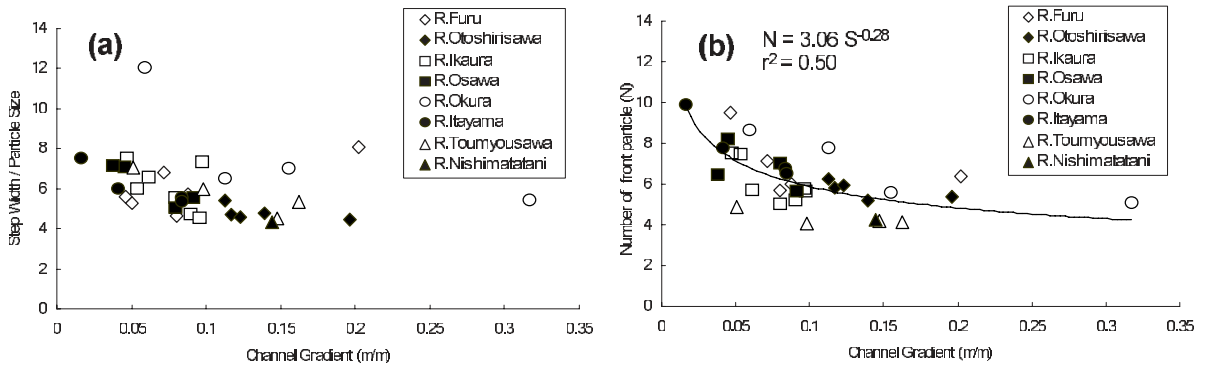 (a)
14
12
10
8
6
4
2
0
Step Width / Particle Size
0
0.05
0.1
0.15
0.2
0.25
0.3
0.35
Channel Gradient (m/m)
R.Furu
R.Otoshirisawa
R.Ikaura
R.Osawa
R.Okura
R.Itayama
R.Toumyousawa
R.Nishimatatani
(b)
N = 3.06 S^-0.28
r² = 0.50
14
12
10
8
6
4
2
0
Number of front particle (N)
0
0.05
0.1
0.15
0.2
0.25
0.3
0.35
Channel Gradient (m/m)
R.Furu
R.Otoshirisawa
R.Ikaura
R.Osawa
R.Okura
R.Itayama
R.Toumyousawa
R.Nishimatatani